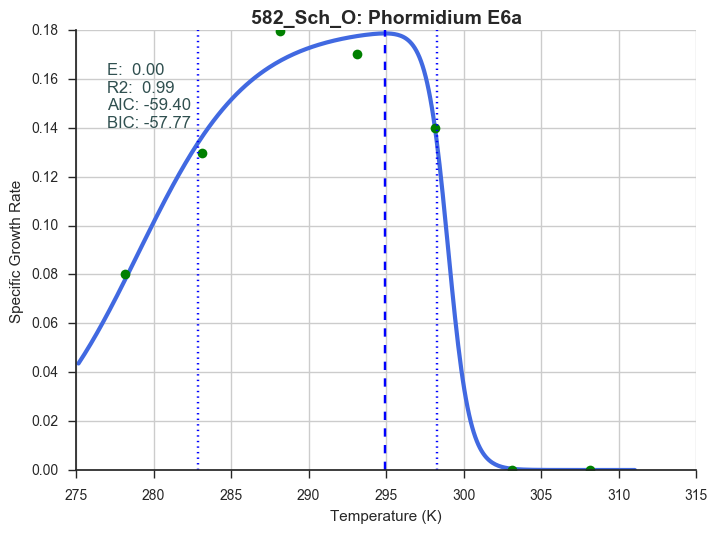 582_Sch_O: Phormidium E6a
E:  0.00
R2:  0.99
AIC: -59.40
BIC: -57.77
Specific Growth Rate
0.18
0.16
0.14
0.12
0.10
0.08
0.06
0.04
0.02
0.00
275 280 285 290 295 300 305 310 315
Temperature (K)